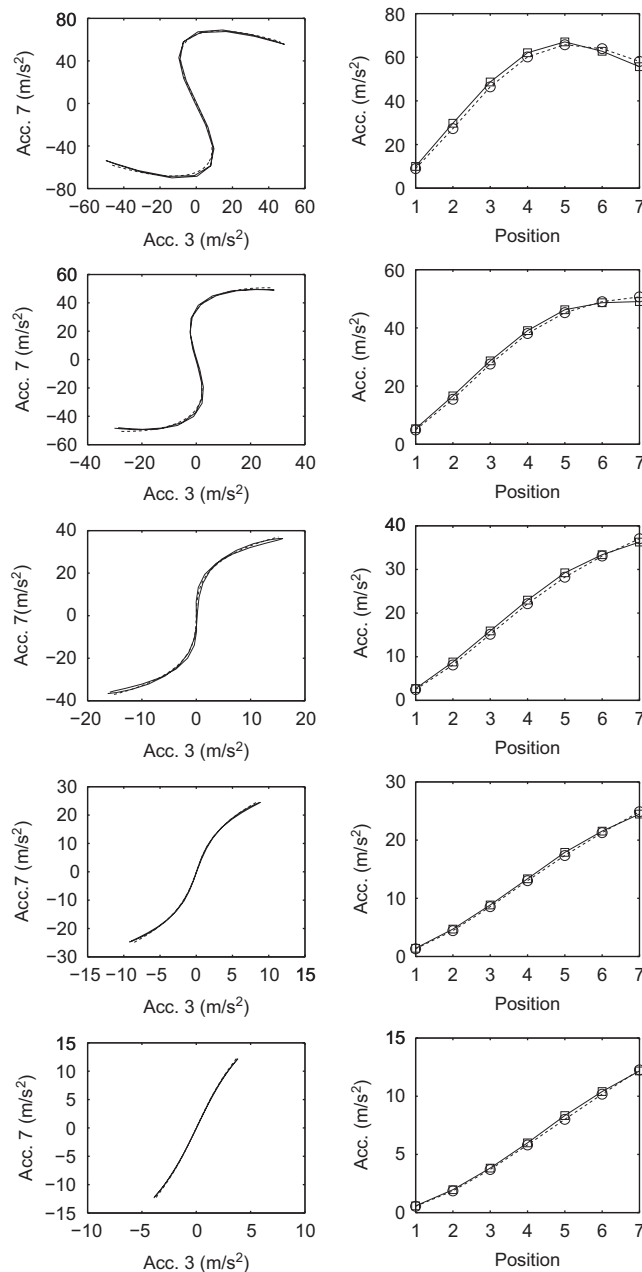 Acc. 7 (m/s²)
80
40
0
−40
−80
−60 −40 −20 0 20 40 60
Acc. 3 (m/s²)
Acc. (m/s²)
80
60
40
20
0
1 2 3 4 5 6 7
Position
Acc. 7 (m/s²)
60
40
20
0
−20
−40
−60
−40 −20 0 20 40
Acc. 3 (m/s²)
Acc. (m/s²)
60
40
20
0
1 2 3 4 5 6 7
Position
Acc. 7(m/s²)
40
20
0
−20
−40
−20 −10 0 10 20
Acc. 3 (m/s²)
Acc. (m/s²)
40
30
20
10
0
1 2 3 4 5 6 7
Position
Acc.7 (m/s²)
30
20
10
0
−10
−20
−30
−15 −10 −5 0 5 10 15
Acc. 3 (m/s²)
Acc. (m/s²)
30
20
10
0
1 2 3 4 5 6 7
Position
Acc. 7 (m/s²)
15
10
5
0
−5
−10
−15
−10 −5 0 5 10
Acc. 3 (m/s²)
Acc. (m/s²)
15
10
5
0
1 2 3 4 5 6 7
Position